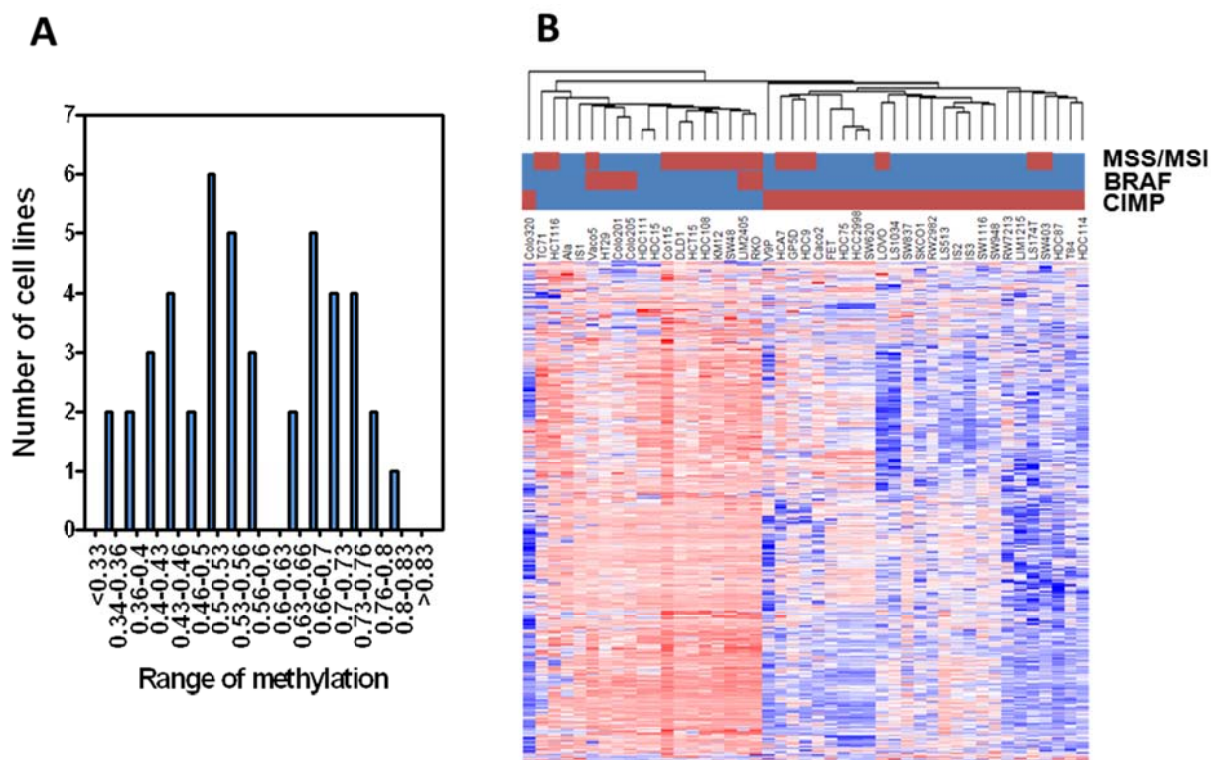 A
B
7
6
5
4
3
2
1
0
Number of cell lines
<0.33
0.34-0.36
0.36-0.4
0.4-0.43
0.43-0.46
0.46-0.5
0.5-0.53
0.53-0.56
0.56-0.6
0.6-0.63
0.63-0.66
0.66-0.7
0.7-0.73
0.73-0.76
0.76-0.8
0.8-0.83
>0.83
Range of methylation
MSS/MSI
BRAF
CIMP
Colo320
TC71
HCT116
Ala
IS1
Vaco5
HT29
Colo201
Colo205
HDC111
HDC15
Co115
DLD1
HCT15
HDC108
KM12
SW48
LIM2405
RKO
V9P
HCA7
GP5D
HDC9
Caco2
FET
HDC75
HCC2998
SW620
LOVO
LS1034
SW837
SKCO1
RW2982
LS513
IS2
IS3
SW1116
SW948
RW7213
LIM1215
LS174T
SW403
HDC87
T84
HDC114